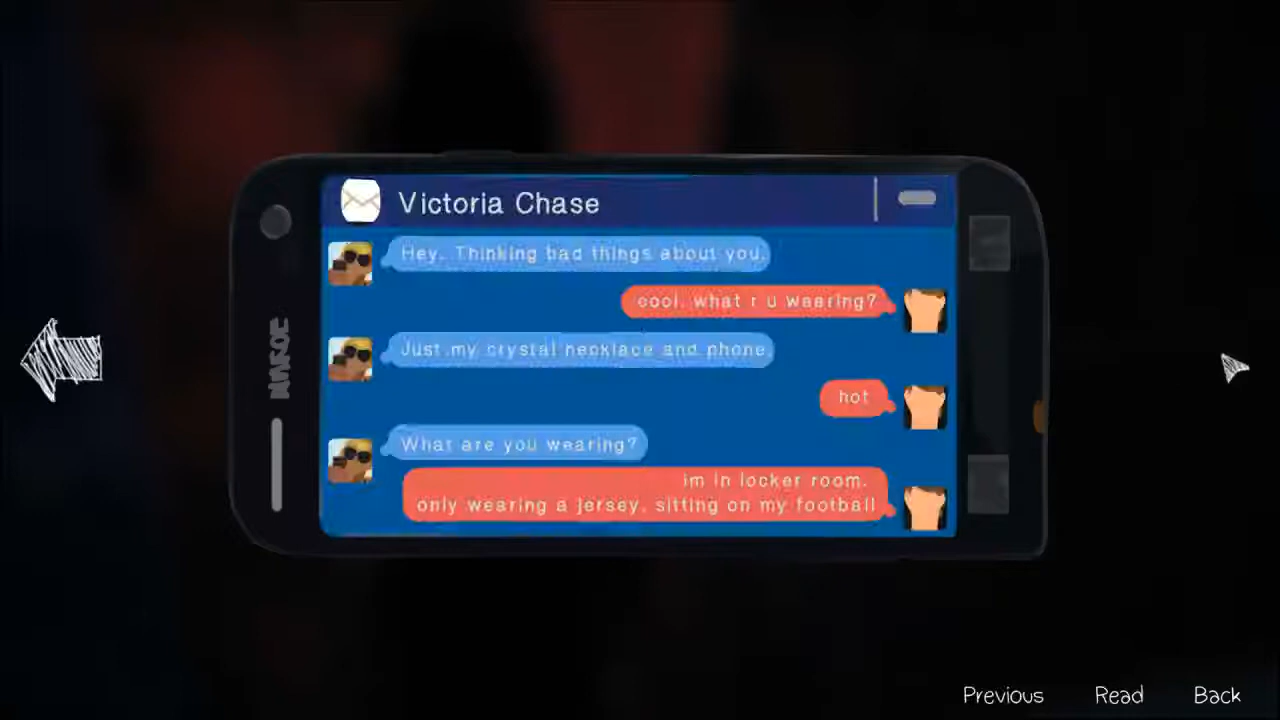 Victoria Chase
Hey. Thinking bad things about you.
cool. what r u wearing?
Just my crystal necklace and phone.
hot
What are you wearing?
im in locker room.
only wearing a jersey, sitting on my football
Previous Read Back